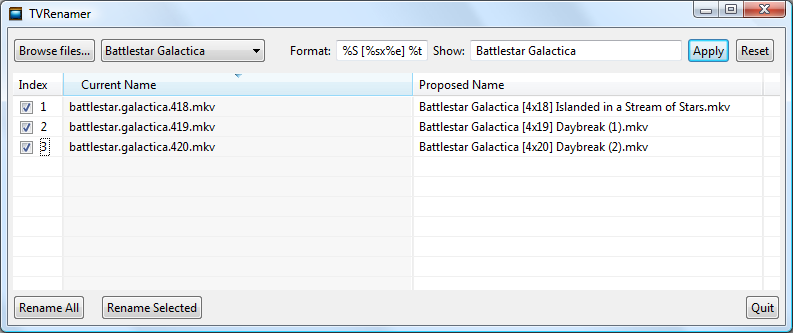 TVRenamer
Browse files... Battlestar Galactica Format: %S [%sx%e] %t Show: Battlestar Galactica Apply Reset
Index Current Name Proposed Name
1 battlestar.galactica.418.mkv Battlestar Galactica [4x18] Islanded in a Stream of Stars.mkv
2 battlestar.galactica.419.mkv Battlestar Galactica [4x19] Daybreak (1).mkv
3 battlestar.galactica.420.mkv Battlestar Galactica [4x20] Daybreak (2).mkv
Rename All Rename Selected Quit